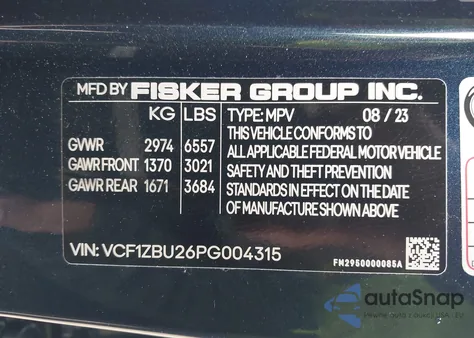 MFD BY FISKER GROUP INC.
KG LBS TYPE: MPV 08 / 23
GVWR 2974 6557
GAWR FRONT 1370 3021
GAWR REAR 1671 3684
THIS VEHICLE CONFORMS TO
ALL APPLICABLE FEDERAL MOTOR VEHICLE
SAFETY AND THEFT PREVENTION
STANDARDS IN EFFECT ON THE DATE
OF MANUFACTURE SHOWN ABOVE
VIN: VCF1ZBU26PG004315
FM2950000085A
autoSnap